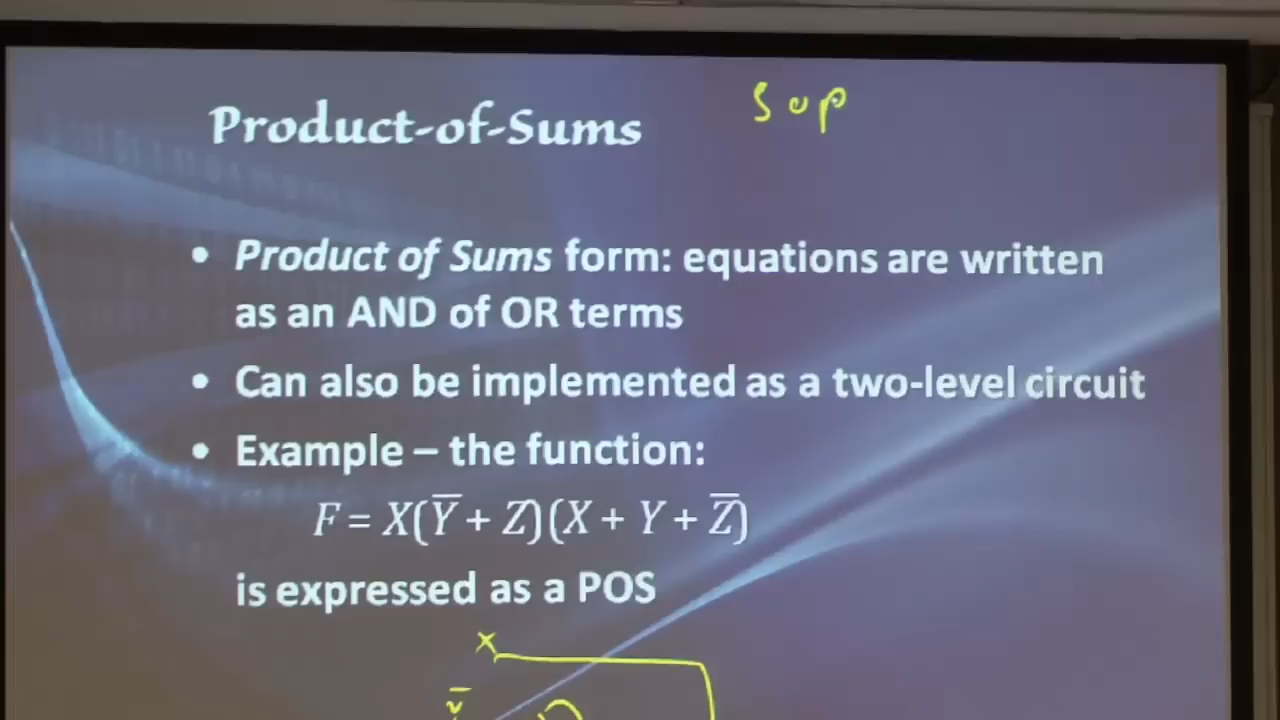 Sop
Product-of-Sums
• Product of Sums form: equations are written
as an AND of OR terms
• Can also be implemented as a two-level circuit
• Example – the function:
F = X(Y̅ + Z)(X + Y + Z̅)
is expressed as a POS
x
y̅